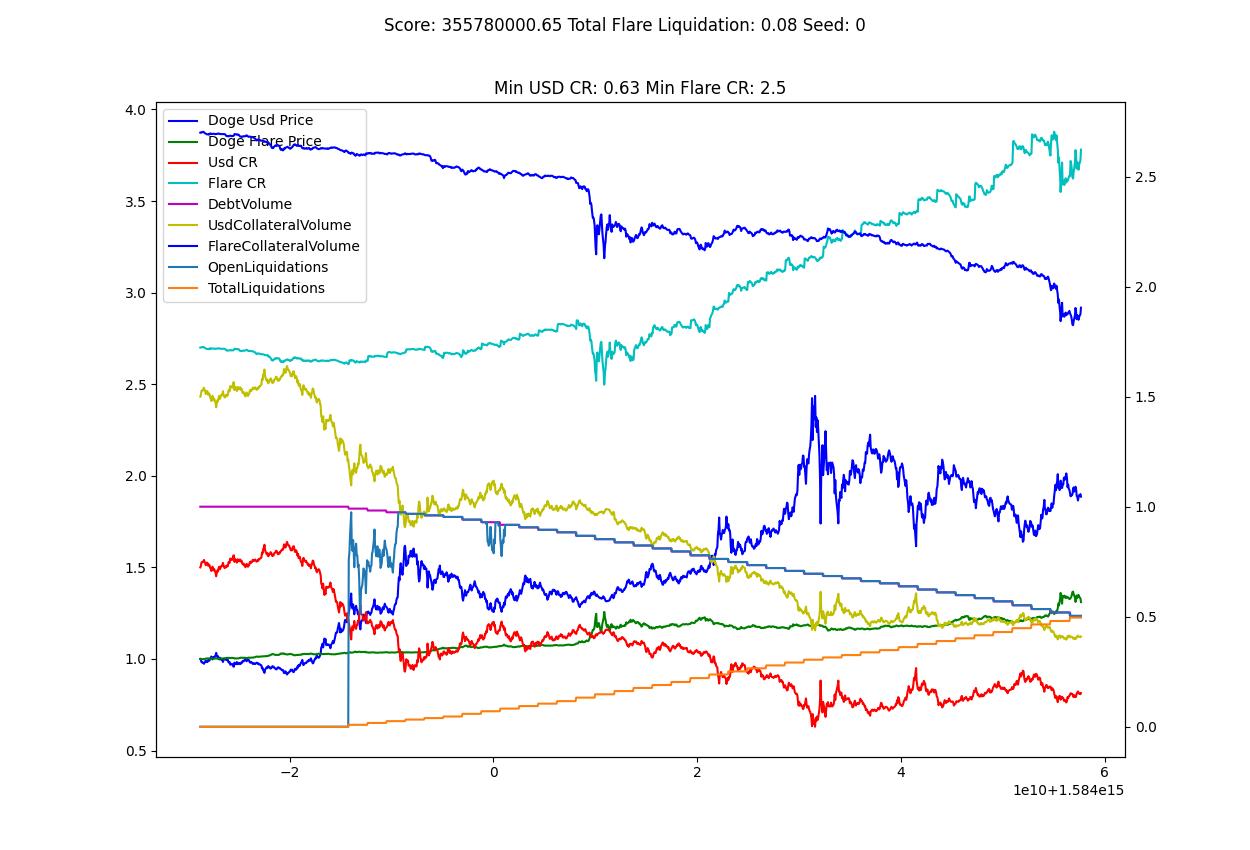 Score: 355780000.65 Total Flare Liquidation: 0.08 Seed: 0
Min USD CR: 0.63 Min Flare CR: 2.5
Doge Usd Price
Doge Flare Price
Usd CR
Flare CR
DebtVolume
UsdCollateralVolume
FlareCollateralVolume
OpenLiquidations
TotalLiquidations
4.0
3.5
3.0
2.5
2.0
1.5
1.0
0.5
2.5
2.0
1.5
1.0
0.5
0.0
−2 0 2 4 6
1e10+1.584e15